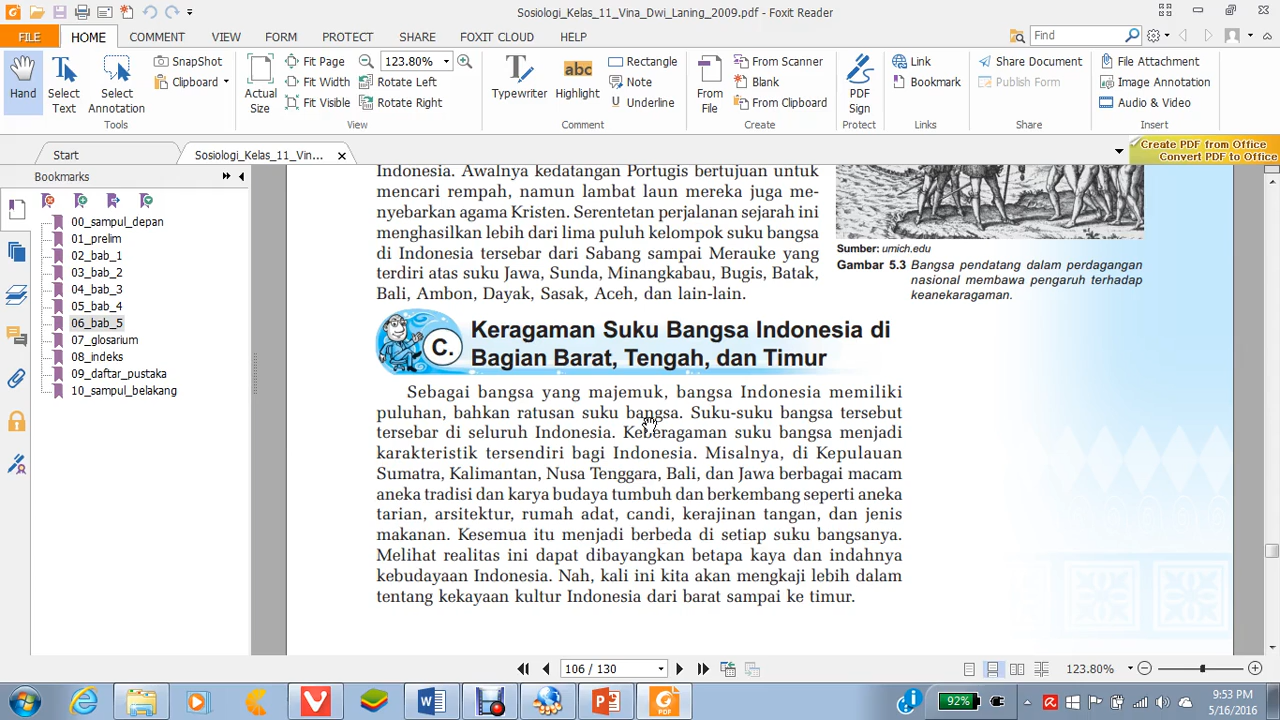 Sosiologi_Kelas_11_Vina_Dwi_Laning_2009.pdf - Foxit Reader
FILE HOME COMMENT VIEW FORM PROTECT SHARE FOXIT CLOUD HELP Find
Hand
Select Text
Select Annotation
SnapShot
Clipboard
Tools
Actual Size
Fit Page
Fit Width
Fit Visible
123.80%
Rotate Left
Rotate Right
View
Typewriter
abc
Highlight
Rectangle
Note
Underline
Comment
From File
From Scanner
Blank
From Clipboard
Create
PDF Sign
Protect
Link
Bookmark
Links
Share Document
Publish Form
Share
File Attachment
Image Annotation
Audio & Video
Insert
Start
Sosiologi_Kelas_11_Vin...
Create PDF from Office
Convert PDF to Office
Bookmarks
00_sampul_depan
01_prelim
02_bab_1
03_bab_2
04_bab_3
05_bab_4
06_bab_5
07_glosarium
08_indeks
09_daftar_pustaka
10_sampul_belakang
Indonesia. Awalnya kedatangan Portugis bertujuan untuk
mencari rempah, namun lambat laun mereka juga me-
nyebarkan agama Kristen. Serentetan perjalanan sejarah ini
menghasilkan lebih dari lima puluh kelompok suku bangsa
di Indonesia tersebar dari Sabang sampai Merauke yang
terdiri atas suku Jawa, Sunda, Minangkabau, Bugis, Batak,
Bali, Ambon, Dayak, Sasak, Aceh, dan lain-lain.
Sumber: umich.edu
Gambar 5.3 Bangsa pendatang dalam perdagangan
nasional membawa pengaruh terhadap
keanekaragaman.
C. Keragaman Suku Bangsa Indonesia di
Bagian Barat, Tengah, dan Timur
Sebagai bangsa yang majemuk, bangsa Indonesia memiliki
puluhan, bahkan ratusan suku bangsa. Suku-suku bangsa tersebut
tersebar di seluruh Indonesia. Keberagaman suku bangsa menjadi
karakteristik tersendiri bagi Indonesia. Misalnya, di Kepulauan
Sumatra, Kalimantan, Nusa Tenggara, Bali, dan Jawa berbagai macam
aneka tradisi dan karya budaya tumbuh dan berkembang seperti aneka
tarian, arsitektur, rumah adat, candi, kerajinan tangan, dan jenis
makanan. Kesemua itu menjadi berbeda di setiap suku bangsanya.
Melihat realitas ini dapat dibayangkan betapa kaya dan indahnya
kebudayaan Indonesia. Nah, kali ini kita akan mengkaji lebih dalam
tentang kekayaan kultur Indonesia dari barat sampai ke timur.
106 / 130
123.80%
92%
9:53 PM
5/16/2016